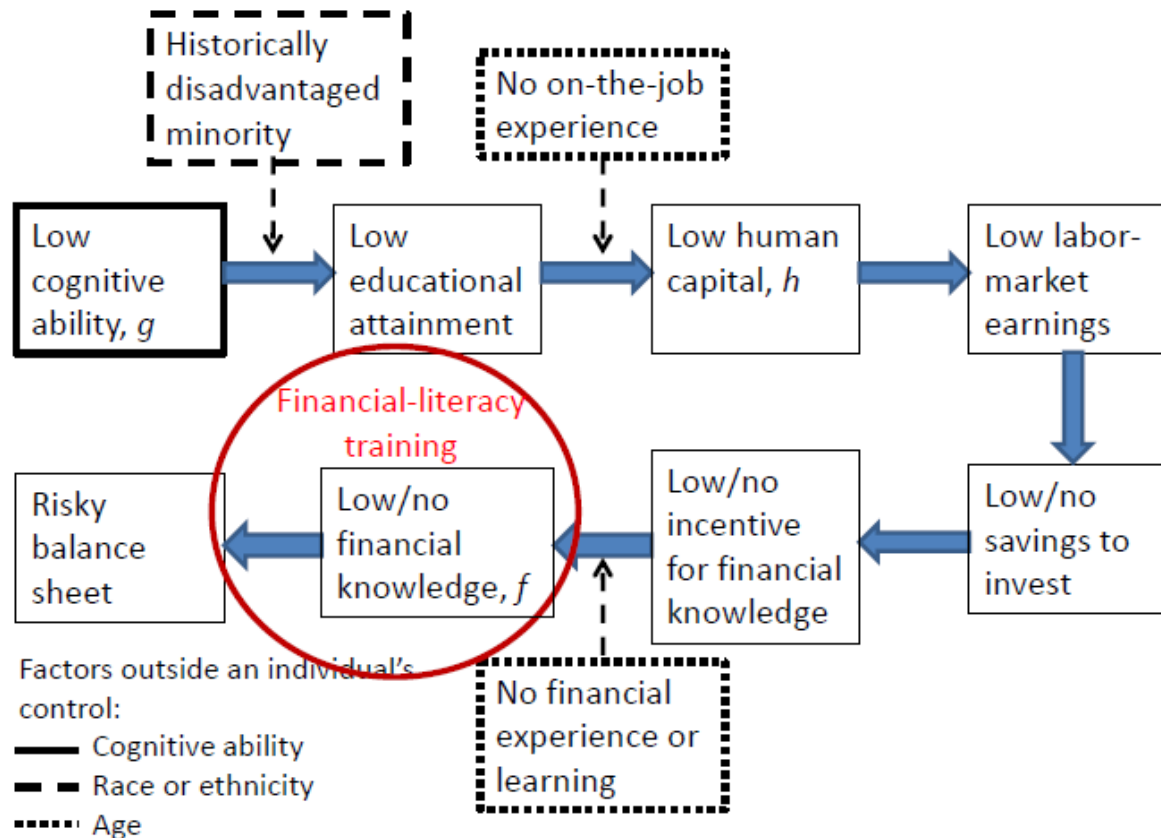 Historically
disadvantaged
minority
No on-the-job
experience
Low
cognitive
ability, g
Low
educational
attainment
Low human
capital, h
Low labor-
market
earnings
Financial-literacy
training
Risky
balance
sheet
Low/no
financial
knowledge, f
Low/no
incentive
for financial
knowledge
Low/no
savings to
invest
Factors outside an individual's
control:
Cognitive ability
Race or ethnicity
Age
No financial
experience or
learning